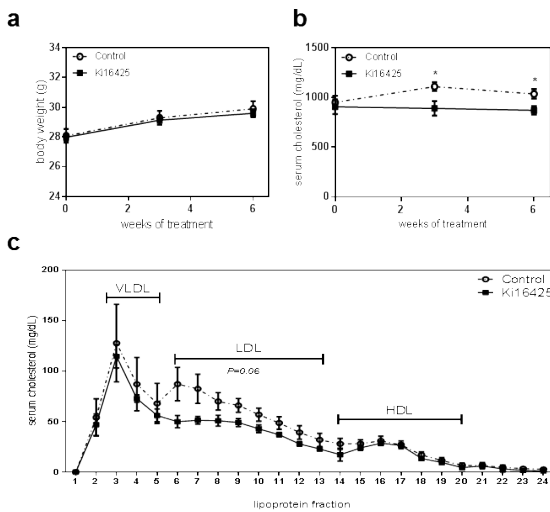 a
34
32
30
28
26
24
0
2
4
6
body weight (g)
weeks of treatment
Control
Ki16425
b
1500
1000
500
0
0
2
4
6
serum cholesterol (mg/dL)
weeks of treatment
Control
Ki16425
*
*
c
200
150
100
50
0
serum cholesterol (mg/dL)
VLDL
LDL
P=0.06
HDL
Control
Ki16425
1 2 3 4 5 6 7 8 9 10 11 12 13 14 15 16 17 18 19 20 21 22 23 24
lipoprotein fraction